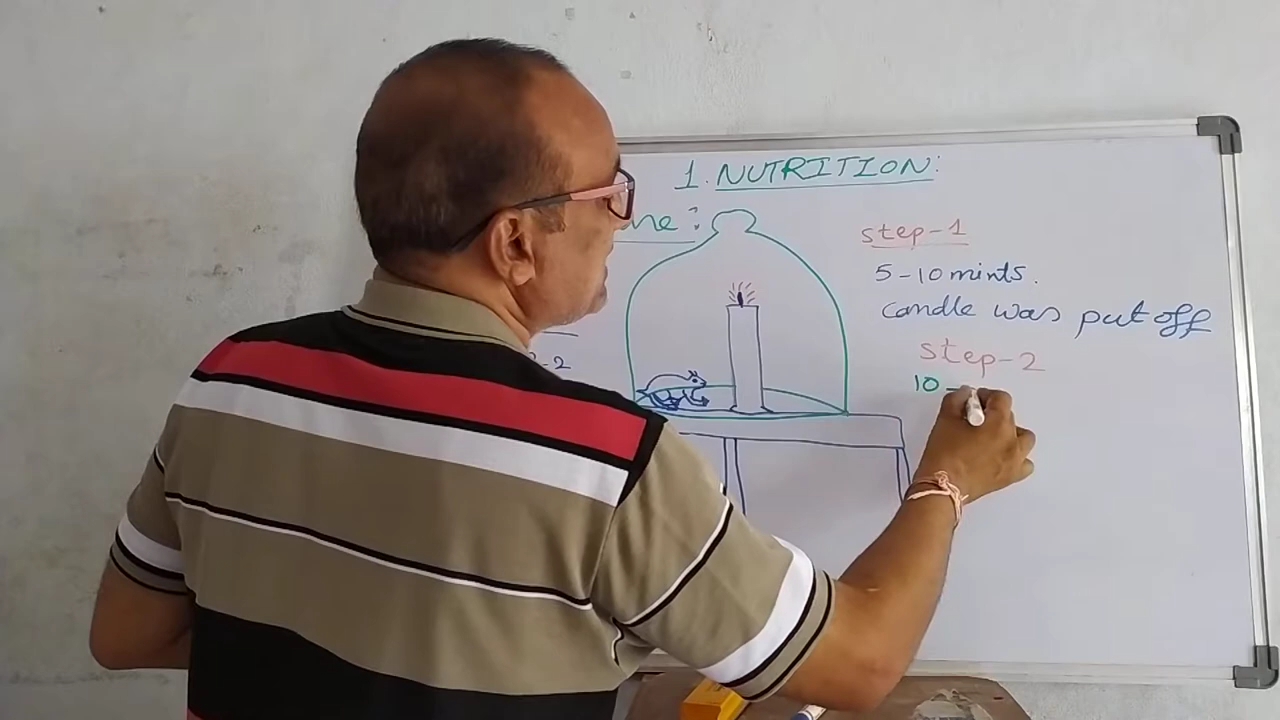 1. NUTRITION:
step-1
5-10 mints.
candle was put off
step-2
10-